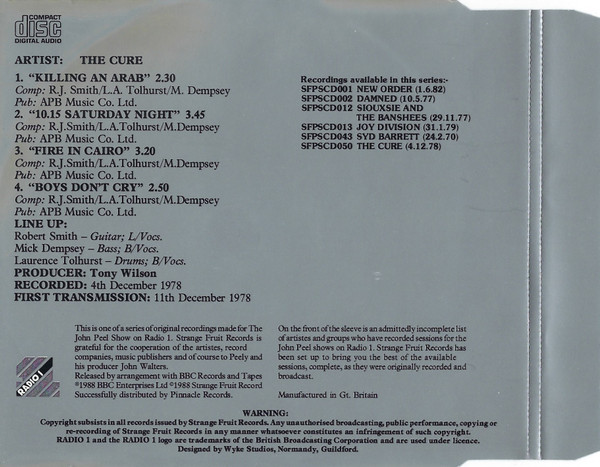 COMPACT
disc
DIGITAL AUDIO
ARTIST: THE CURE
1. “KILLING AN ARAB” 2.30
Comp: R.J. Smith/L.A. Tolhurst/M. Dempsey
Pub: APB Music Co. Ltd.
2. “10.15 SATURDAY NIGHT” 3.45
Comp: R.J.Smith/L.A.Tolhurst/M.Dempsey
Pub: APB Music Co. Ltd.
3. “FIRE IN CAIRO” 3.20
Comp: R.J.Smith/L.A.Tolhurst/M.Dempsey
Pub: APB Music Co. Ltd.
4. “BOYS DON'T CRY” 2.50
Comp: R.J.Smith/L.A.Tolhurst/M.Dempsey
Pub: APB Music Co. Ltd.
LINE UP:
Robert Smith – Guitar; L/Vocs.
Mick Dempsey – Bass; B/Vocs.
Laurence Tolhurst – Drums; B/Vocs.
PRODUCER: Tony Wilson
RECORDED: 4th December 1978
FIRST TRANSMISSION: 11th December 1978
Recordings available in this series:-
SFPSCD001 NEW ORDER (1.6.82)
SFPSCD002 DAMNED (10.5.77)
SFPSCD012 SIOUXSIE AND
THE BANSHEES (29.11.77)
SFPSCD013 JOY DIVISION (31.1.79)
SFPSCD043 SYD BARRETT (24.2.70)
SFPSCD050 THE CURE (4.12.78)
RADIO 1
This is one of a series of original recordings made for The
John Peel Show on Radio 1. Strange Fruit Records is
grateful for the cooperation of the artistes, record
companies, music publishers and of course to Peely and
his producer John Walters.
Released by arrangement with BBC Records and Tapes
℗1988 BBC Enterprises Ltd ©1988 Strange Fruit Record
Successfully distributed by Pinnacle Records.
On the front of the sleeve is an admittedly incomplete list
of artistes and groups who have recorded sessions for the
John Peel shows on Radio 1. Strange Fruit Records has
been set up to bring you the best of the available
sessions, complete, as they were originally recorded and
broadcast.
Manufactured in Gt. Britain
WARNING:
Copyright subsists in all records issued by Strange Fruit Records. Any unauthorised broadcasting, public performance, copying or
re-recording of Strange Fruit Records in any manner whatsoever constitutes an infringement of such copyright.
RADIO 1 and the RADIO 1 logo are trademarks of the British Broadcasting Corporation and are used under licence.
Designed by Wyke Studios, Normandy, Guildford.